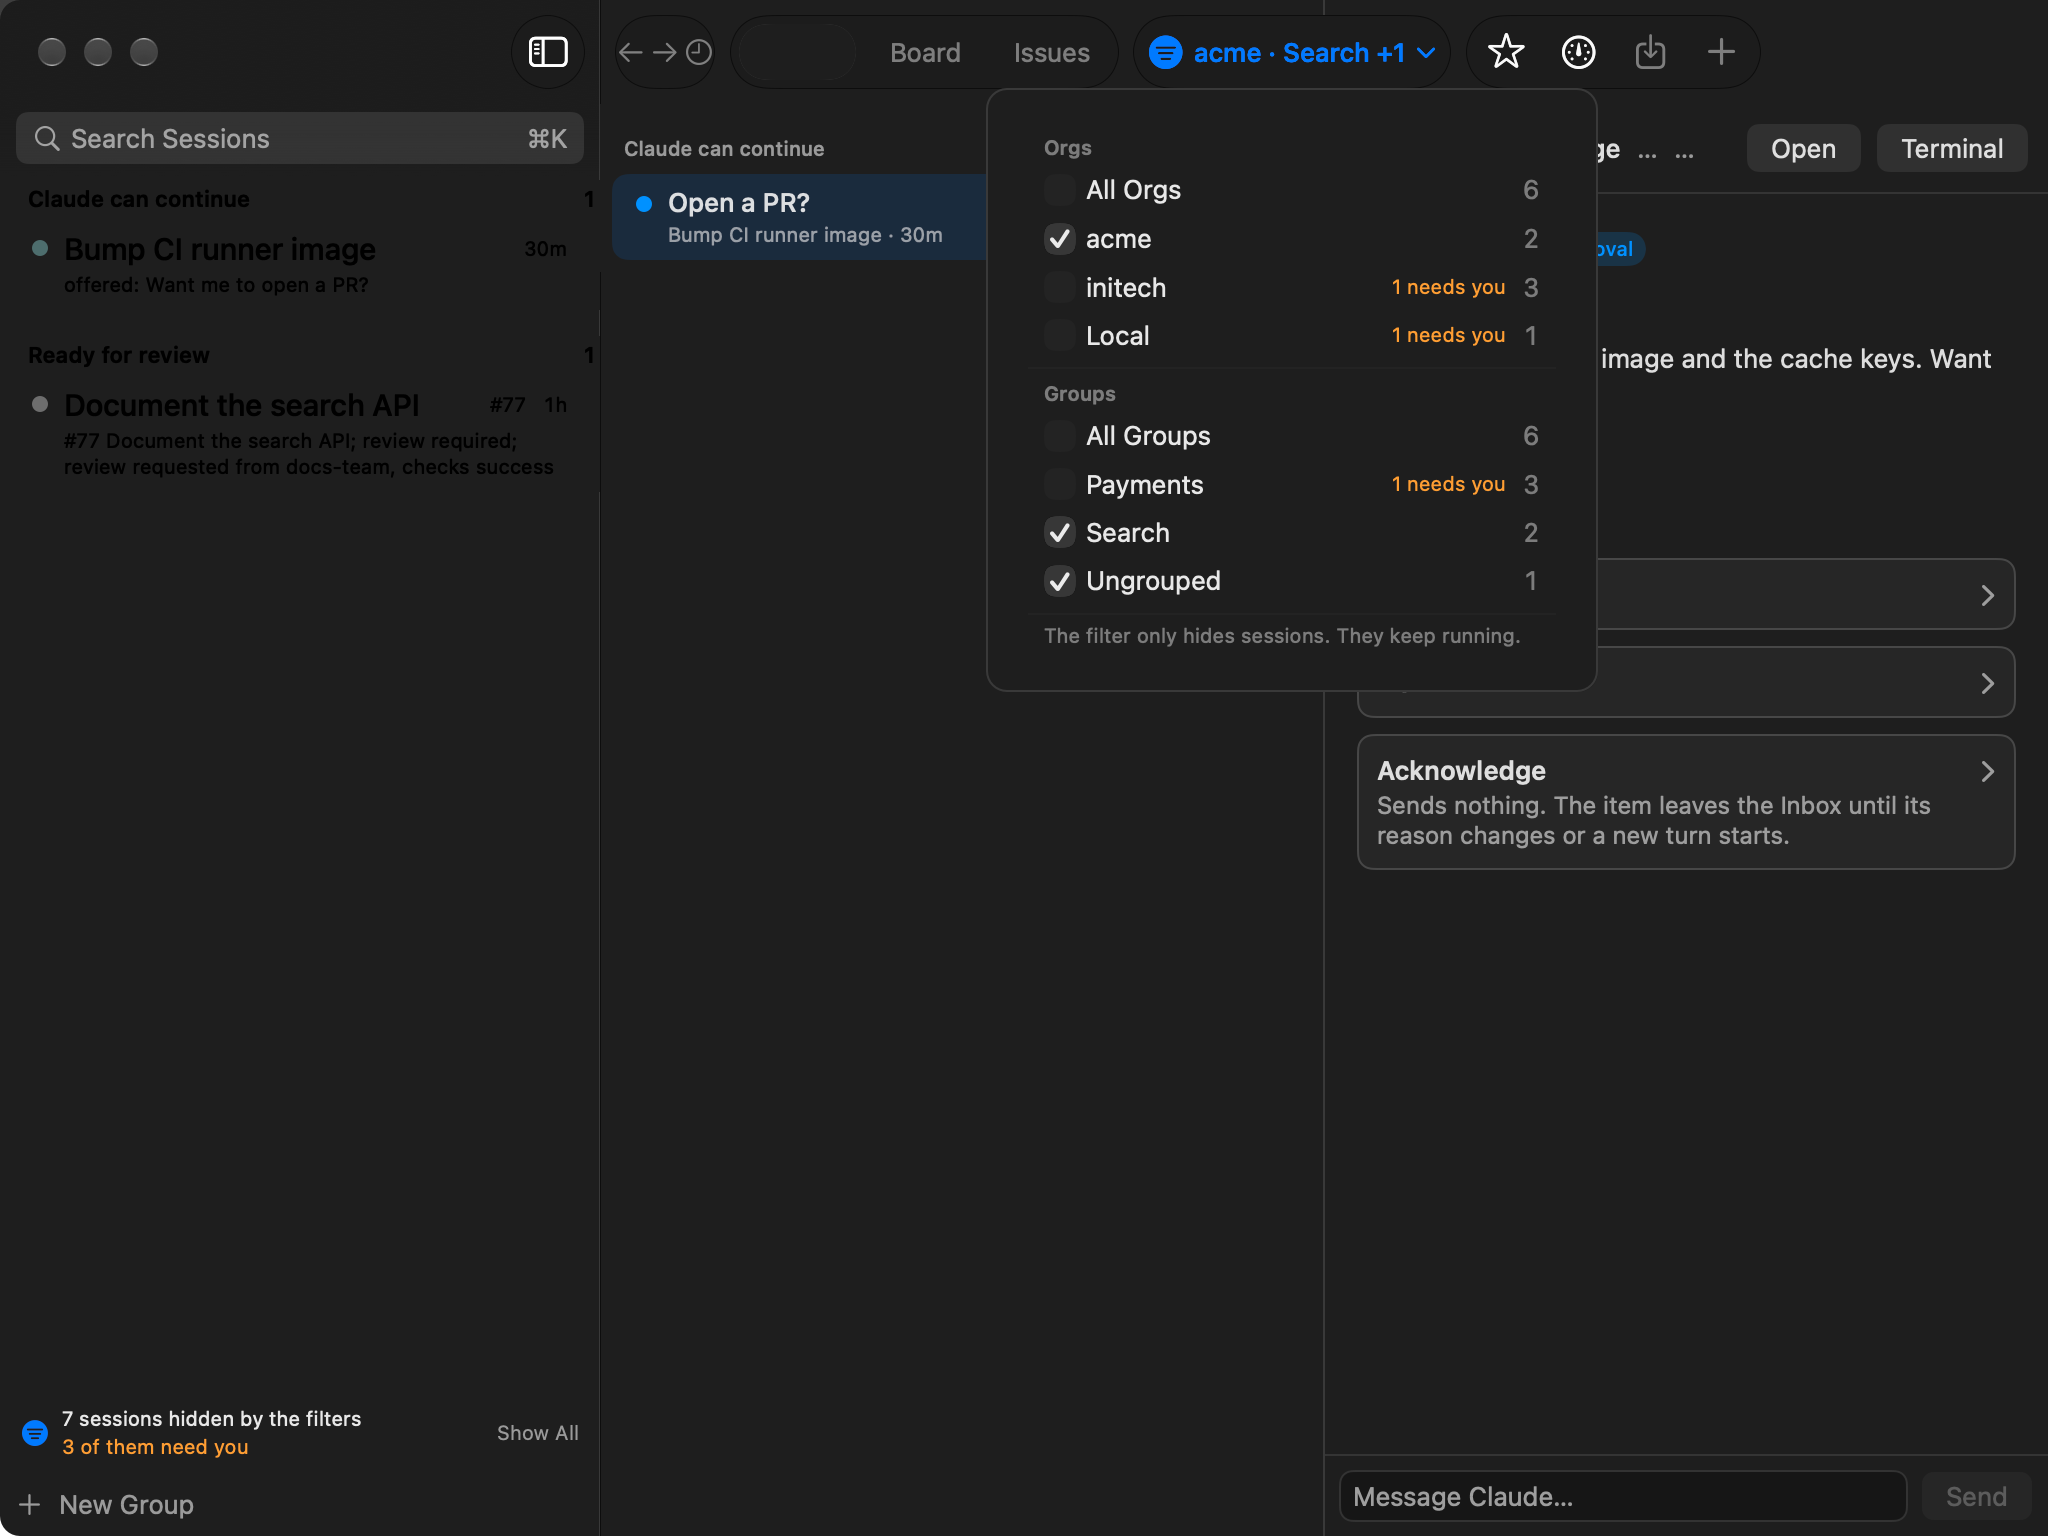 Board
Issues
acme · Search +1
Search Sessions
⌘K
Claude can continue
1
Bump CI runner image
30m
offered: Want me to open a PR?
Ready for review
1
Document the search API
#77
1h
#77 Document the search API; review required;
review requested from docs-team, checks success
7 sessions hidden by the filters
3 of them need you
Show All
New Group
Claude can continue
Open a PR?
Bump CI runner image · 30m
Orgs
All Orgs
6
acme
2
initech
1 needs you
3
Local
1 needs you
1
Groups
All Groups
6
Payments
1 needs you
3
Search
2
Ungrouped
1
The filter only hides sessions. They keep running.
... ...
Open
Terminal
image and the cache keys. Want
Acknowledge
Sends nothing. The item leaves the Inbox until its
reason changes or a new turn starts.
Message Claude...
Send